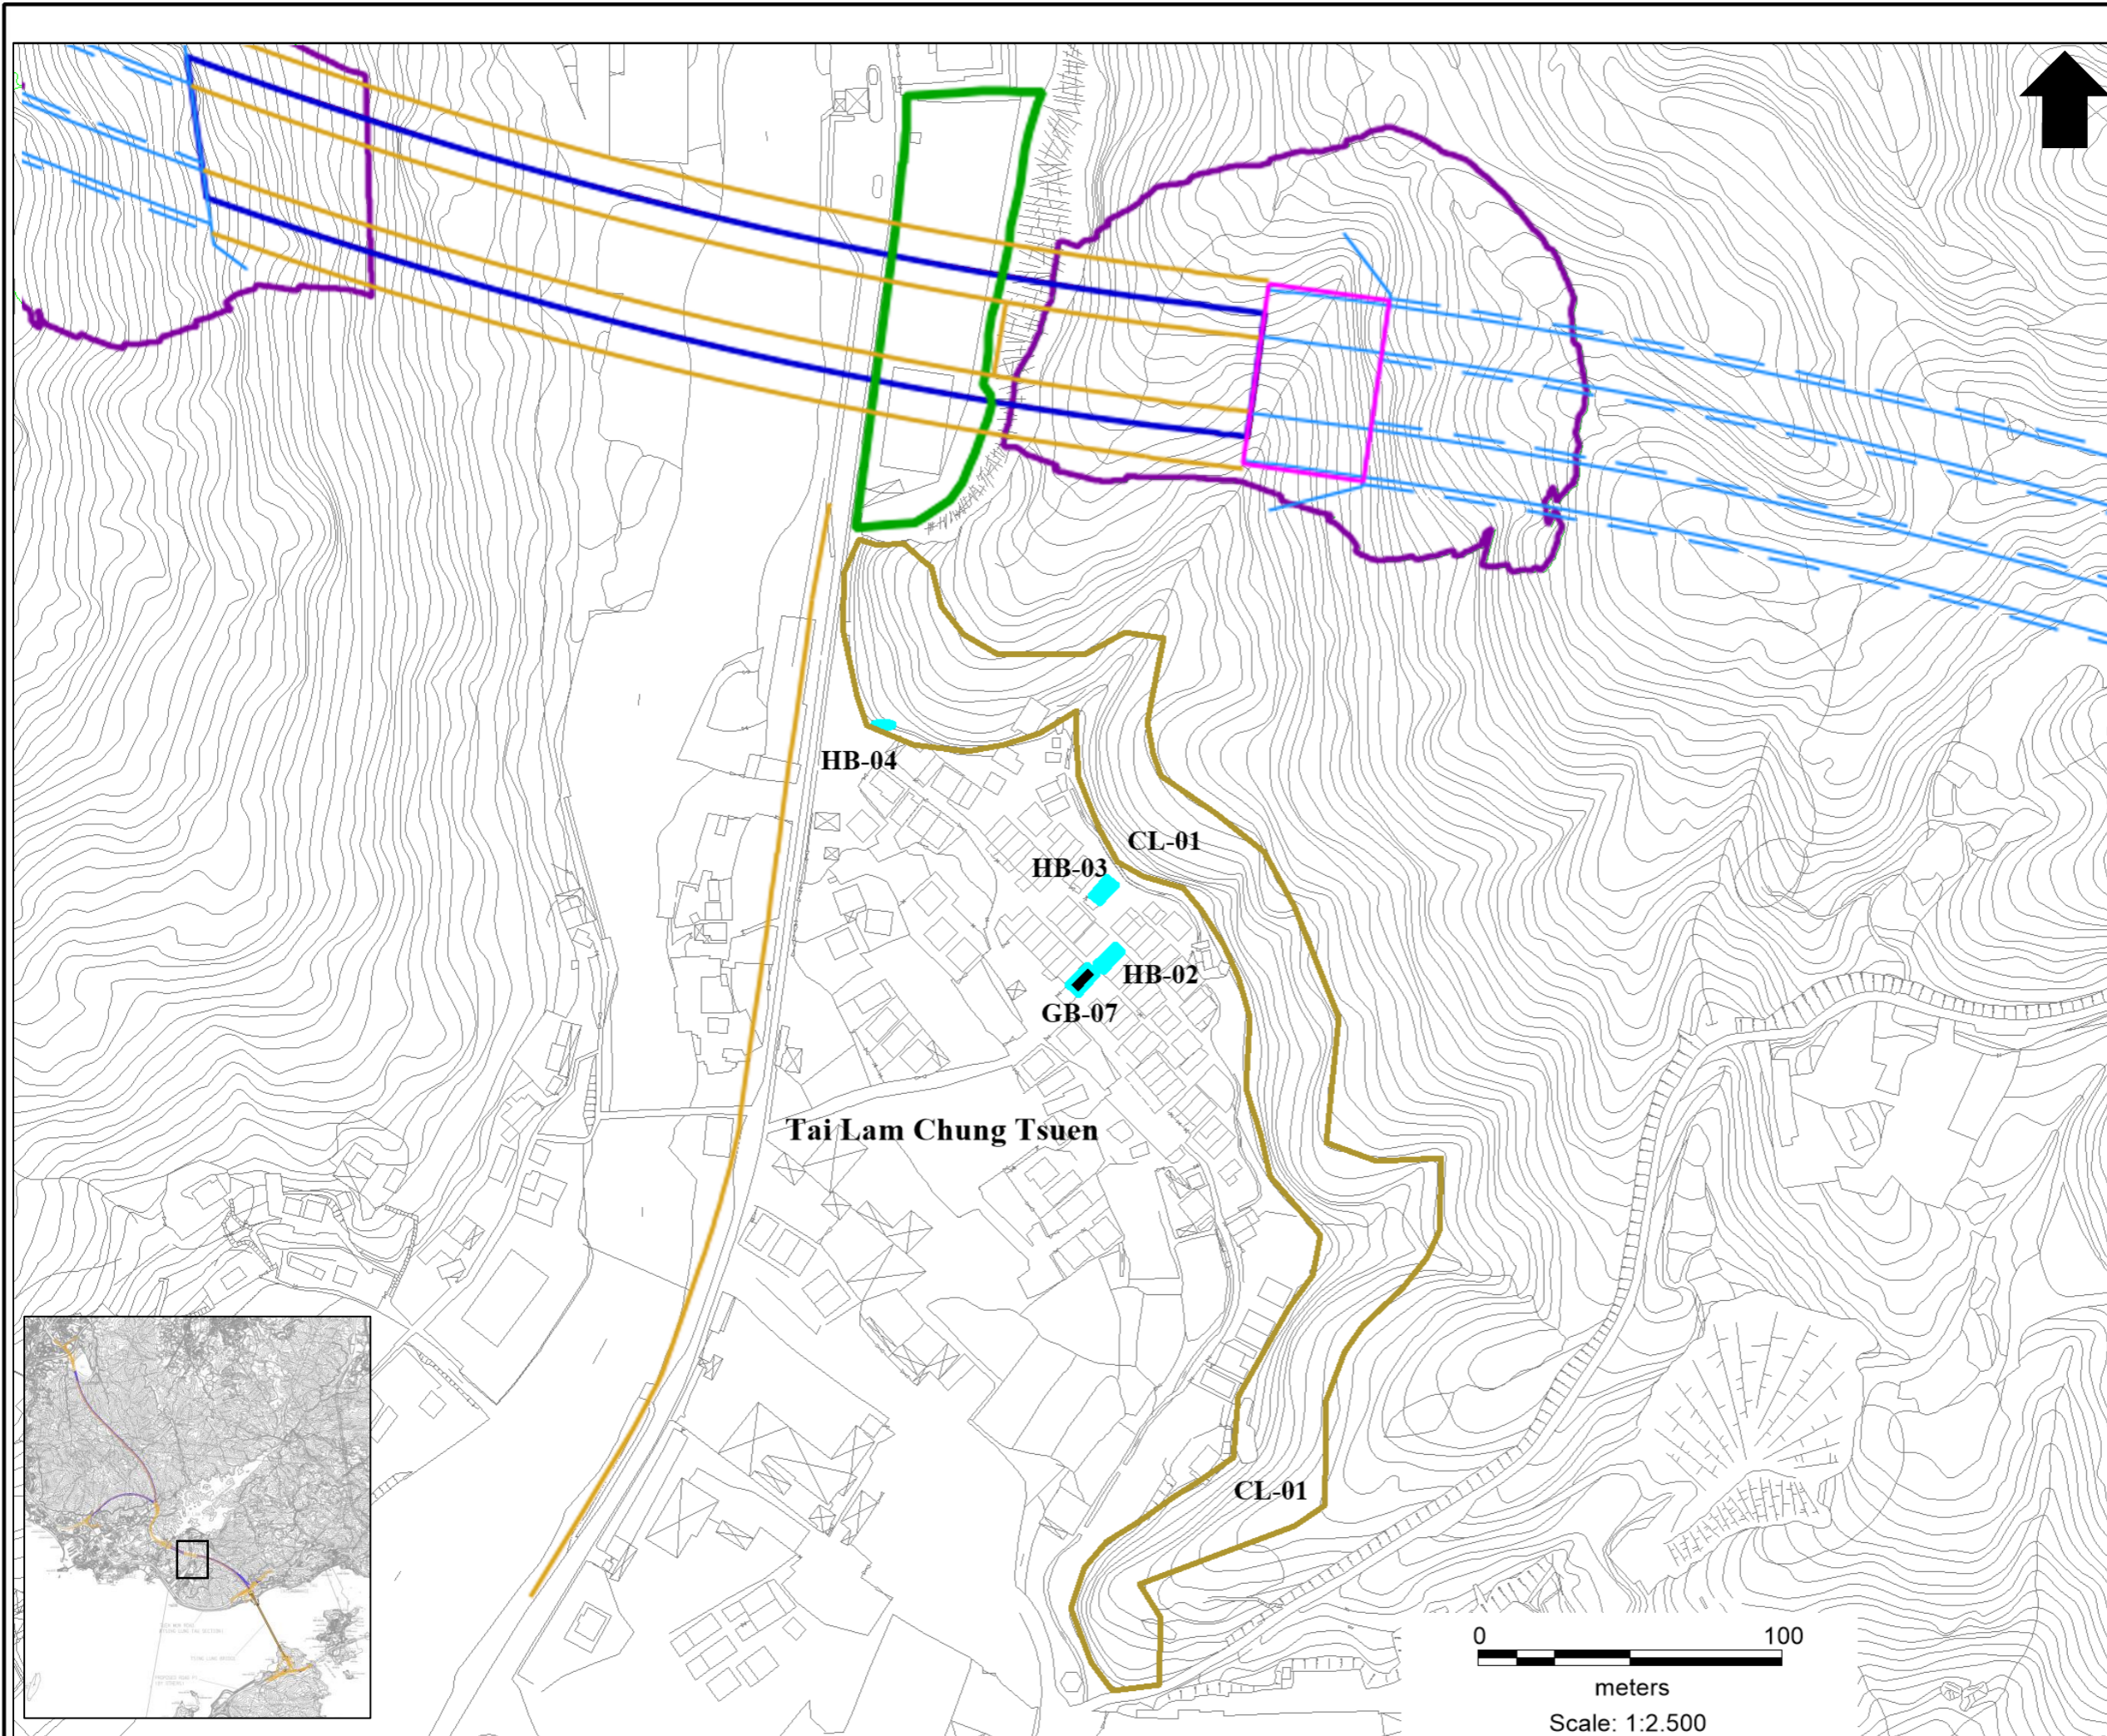 HB-04
CL-01
HB-03
HB-02
GB-07
Tai Lam Chung Tsuen
CL-01
0 100
meters
Scale: 1:2.500